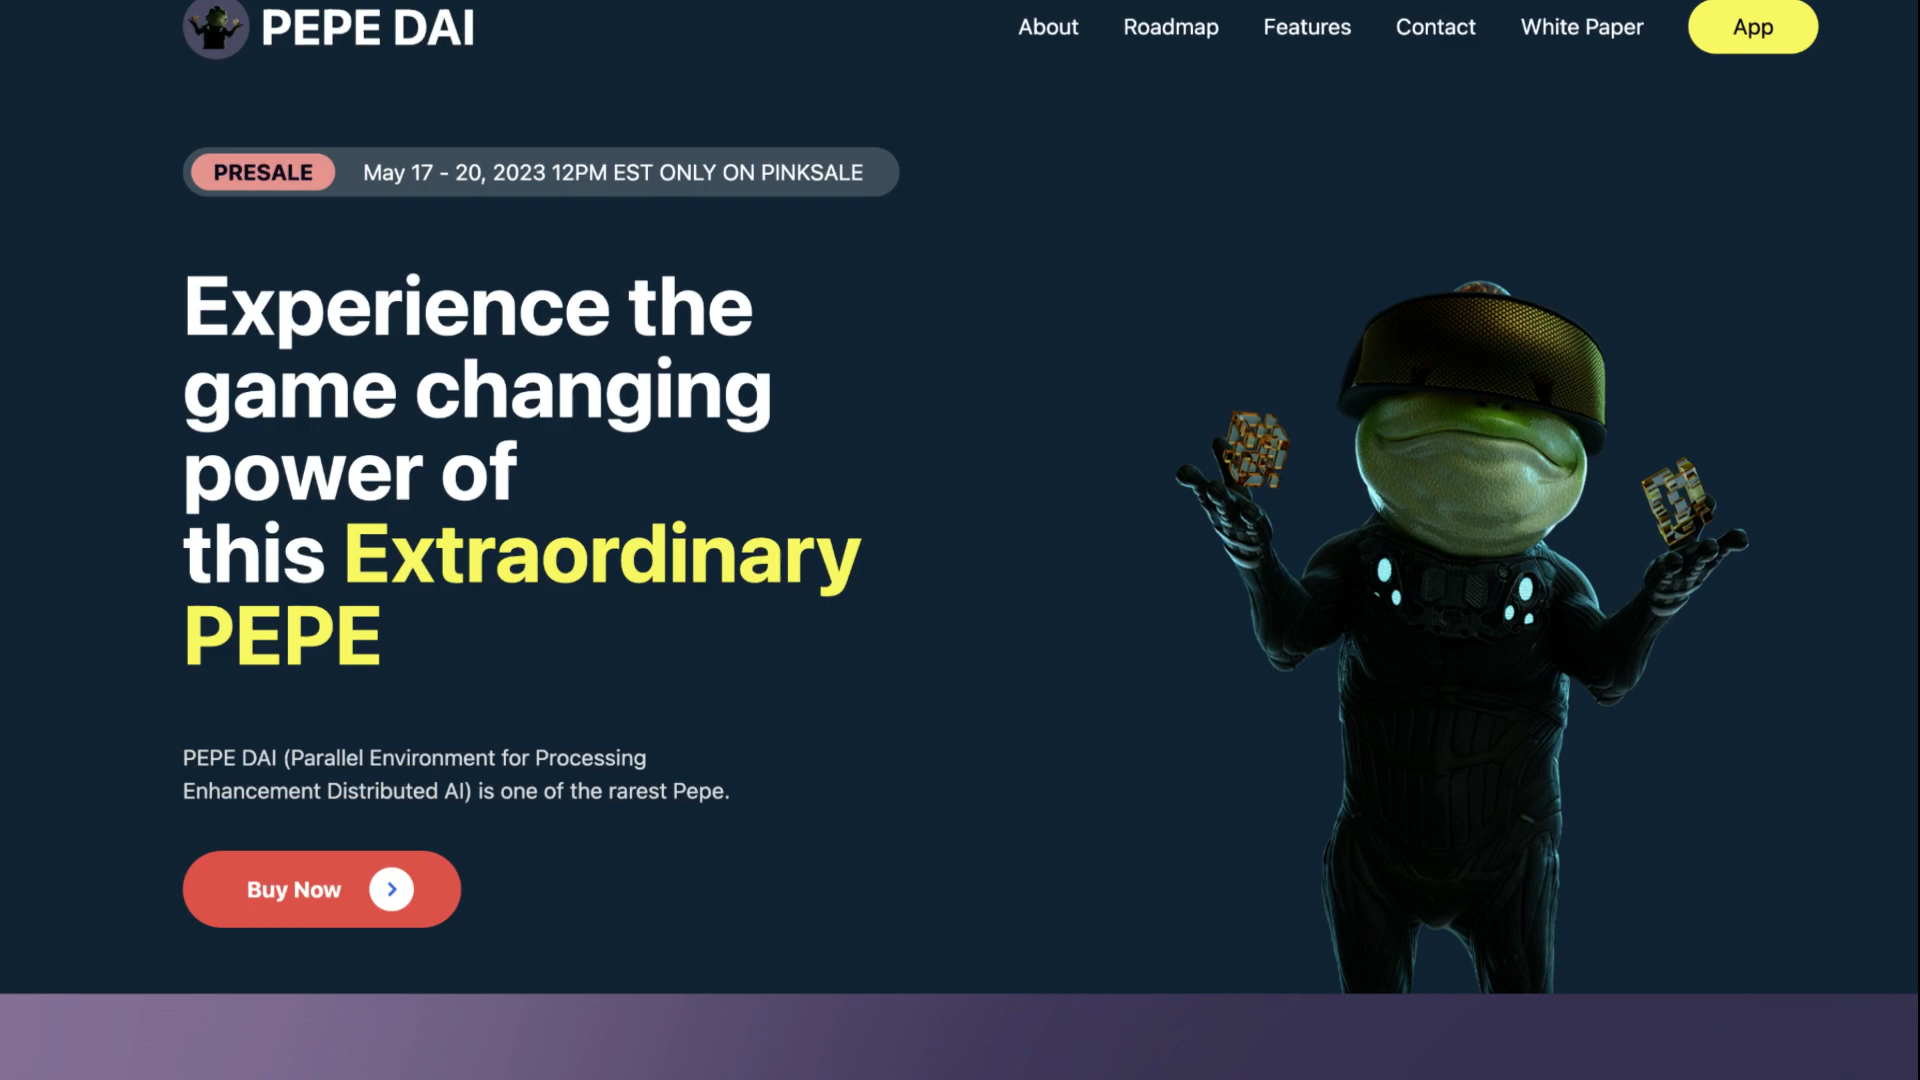 PEPE DAI
About
Roadmap
Features
Contact
White Paper
App
PRESALE
May 17 - 20, 2023 12PM EST ONLY ON PINKSALE
Experience the
game changing
power of
this Extraordinary
PEPE
PEPE DAI (Parallel Environment for Processing
Enhancement Distributed AI) is one of the rarest Pepe.
Buy Now